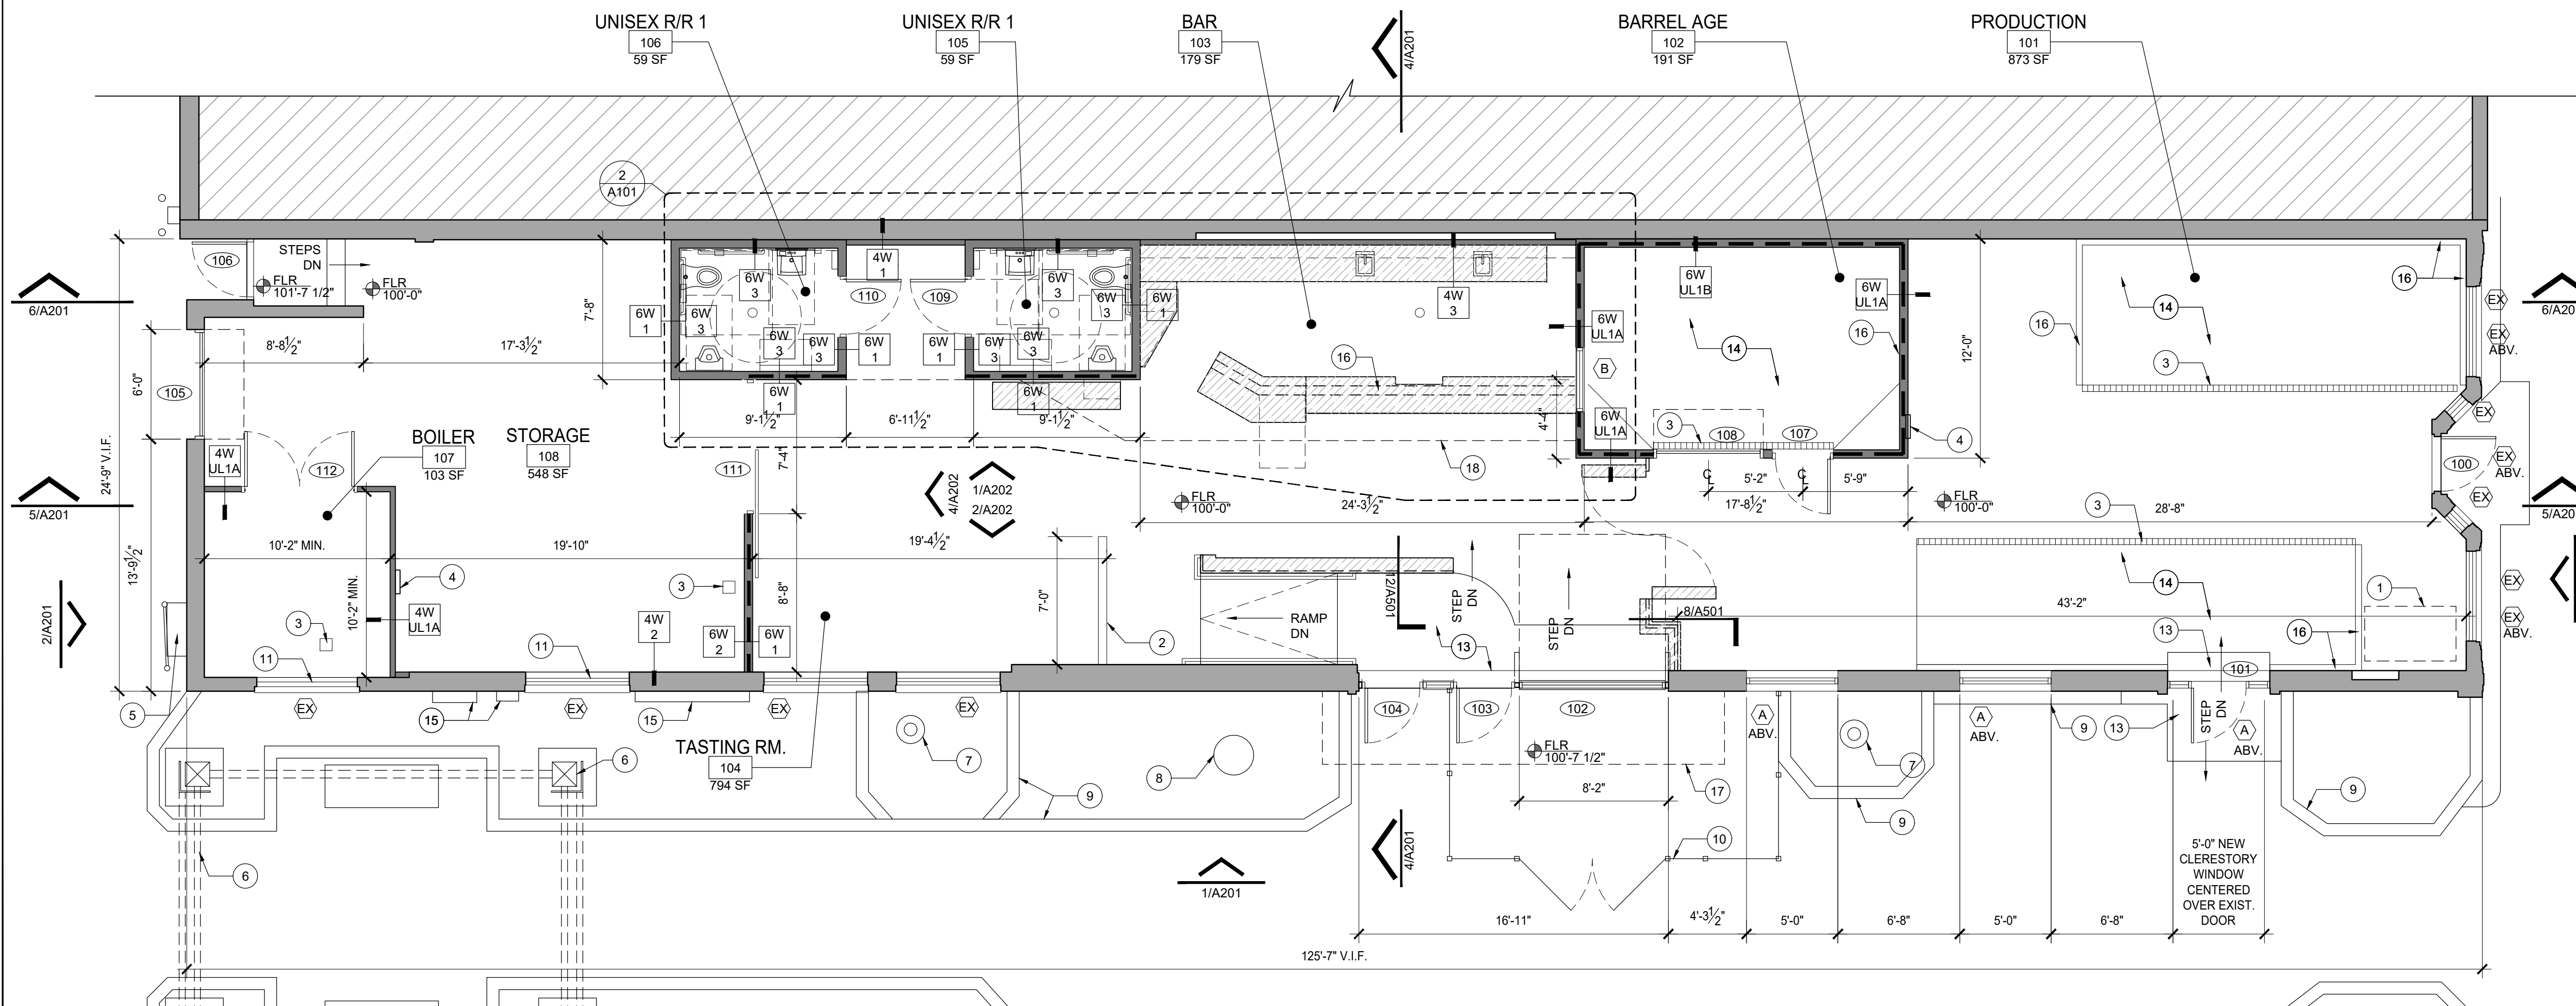 UNISEX R/R 1
106
59 SF
UNISEX R/R 1
105
59 SF
BAR
103
179 SF
4/A201
BARREL AGE
102
191 SF
PRODUCTION
101
873 SF
2
A101
106
STEPS
DN
FLR
101'-7 1/2"
FLR
100'-0"
6/A201
7'-8"
6W
1
6W
3
6W
3
6W
3
6W
3
6W
1
4W
1
110
109
6W
1
6W
3
6W
3
6W
3
6W
3
6W
1
6W
1
6W
1
4W
3
16
6W
UL1A
B
6W
UL1A
6W
UL1B
6W
UL1A
16
14
3
108
107
4
12'-0"
16
14
16
3
EX
EX
ABV.
6/A20
8'-8½"
17'-3½"
6'-0"
105
24'-9" V.I.F.
9'-1½"
6'-11½"
9'-1½"
4'-4"
18
EX
100
EX
ABV.
EX
4W
UL1A
112
BOILER
107
103 SF
STORAGE
108
548 SF
111
7'-4"
4/A202
1/A202
2/A202
FLR
100'-0"
24'-3½"
℄
5'-2"
℄
5'-9"
17'-8½"
FLR
100'-0"
3
28'-8"
5/A201
5/A20
13'-9½"
10'-2" MIN.
19'-10"
19'-4½"
10'-2" MIN.
4
4W
UL1A
3
3
8'-8"
7'-0"
2
RAMP
DN
12/A501
STEP
DN
STEP
DN
8/A501
14
43'-2"
1
EX
EX
ABV.
2/A201
11
11
4W
2
6W
2
6W
1
13
13
16
101
5
EX
15
EX
15
EX
EX
TASTING RM.
104
794 SF
6
7
8
9
104
103
102
FLR
100'-7 1/2"
8'-2"
17
A
ABV.
7
9
A
ABV.
9
13
STEP
DN
A
ABV.
9
6
1/A201
4/A201
10
5'-0" NEW
CLERESTORY
WINDOW
CENTERED
OVER EXIST.
DOOR
16'-11"
4'-3½"
5'-0"
6'-8"
5'-0"
6'-8"
125'-7" V.I.F.